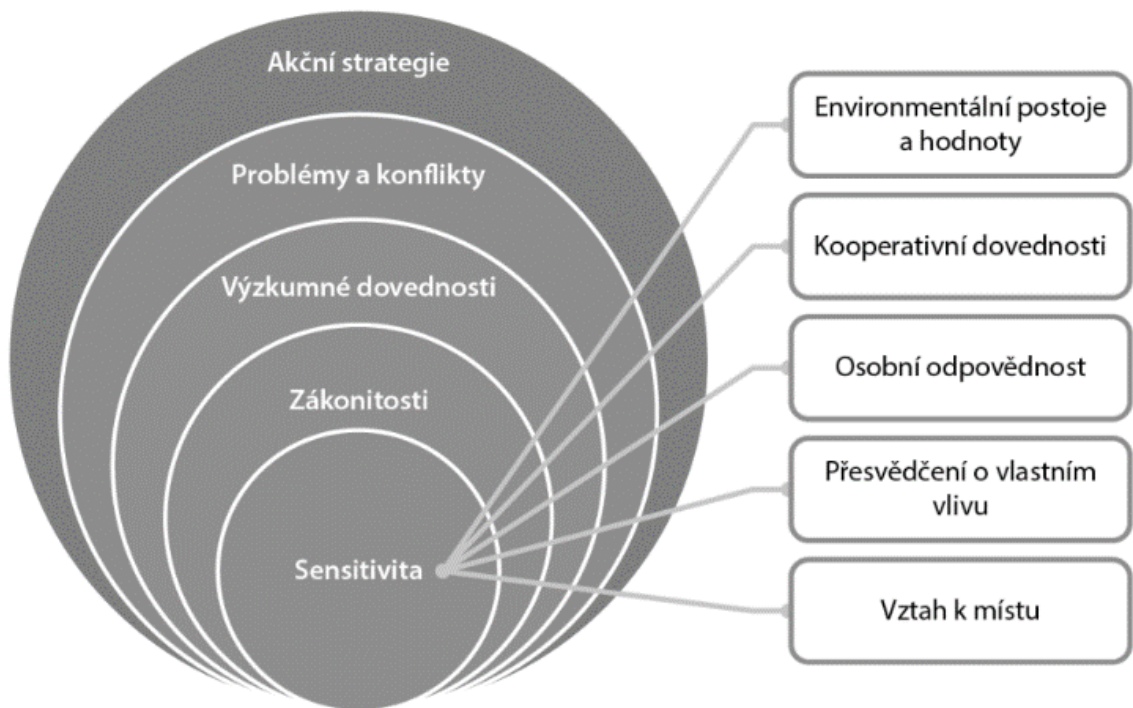 Akční strategie
Problémy a konflikty
Výzkumné dovednosti
Zákonitosti
Sensitivita
Environmentální postoje
a hodnoty
Kooperativní dovednosti
Osobní odpovědnost
Přesvědčení o vlastním
vlivu
Vztah k místu